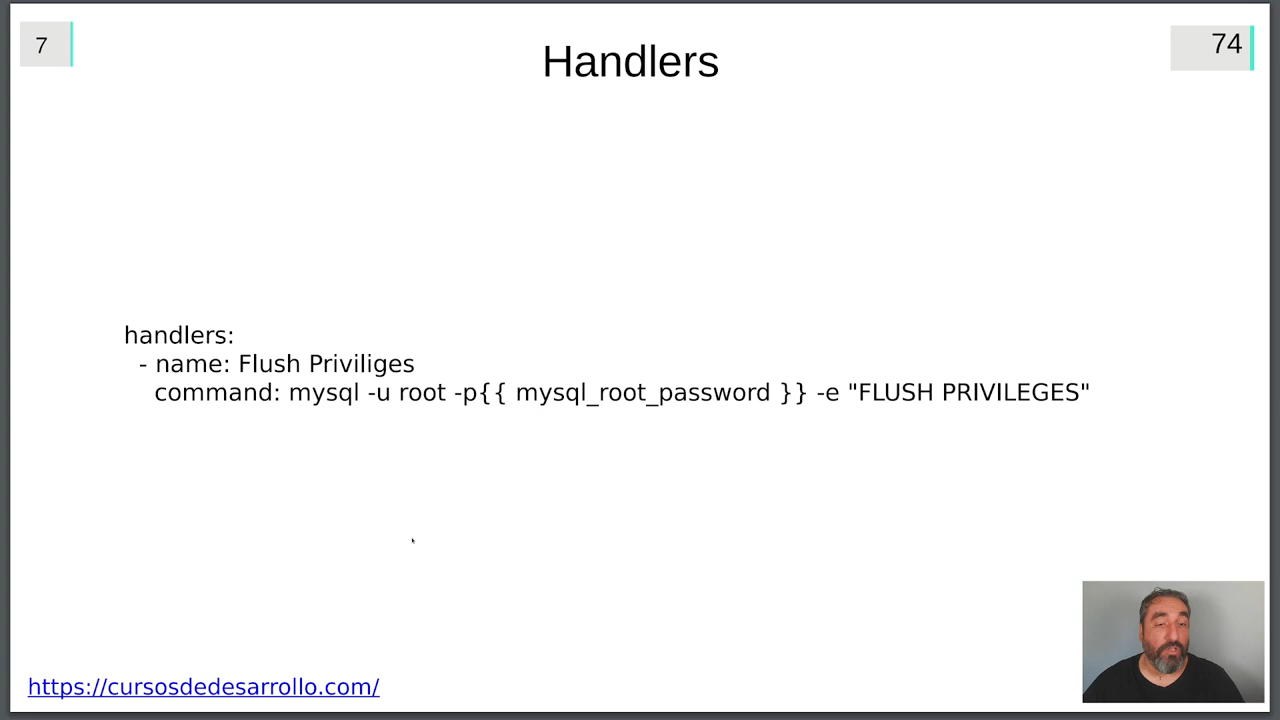 7
74
Handlers
handlers:
- name: Flush Priviliges
command: mysql -u root -p{{ mysql_root_password }} -e "FLUSH PRIVILEGES"
https://cursosdedesarrollo.com/